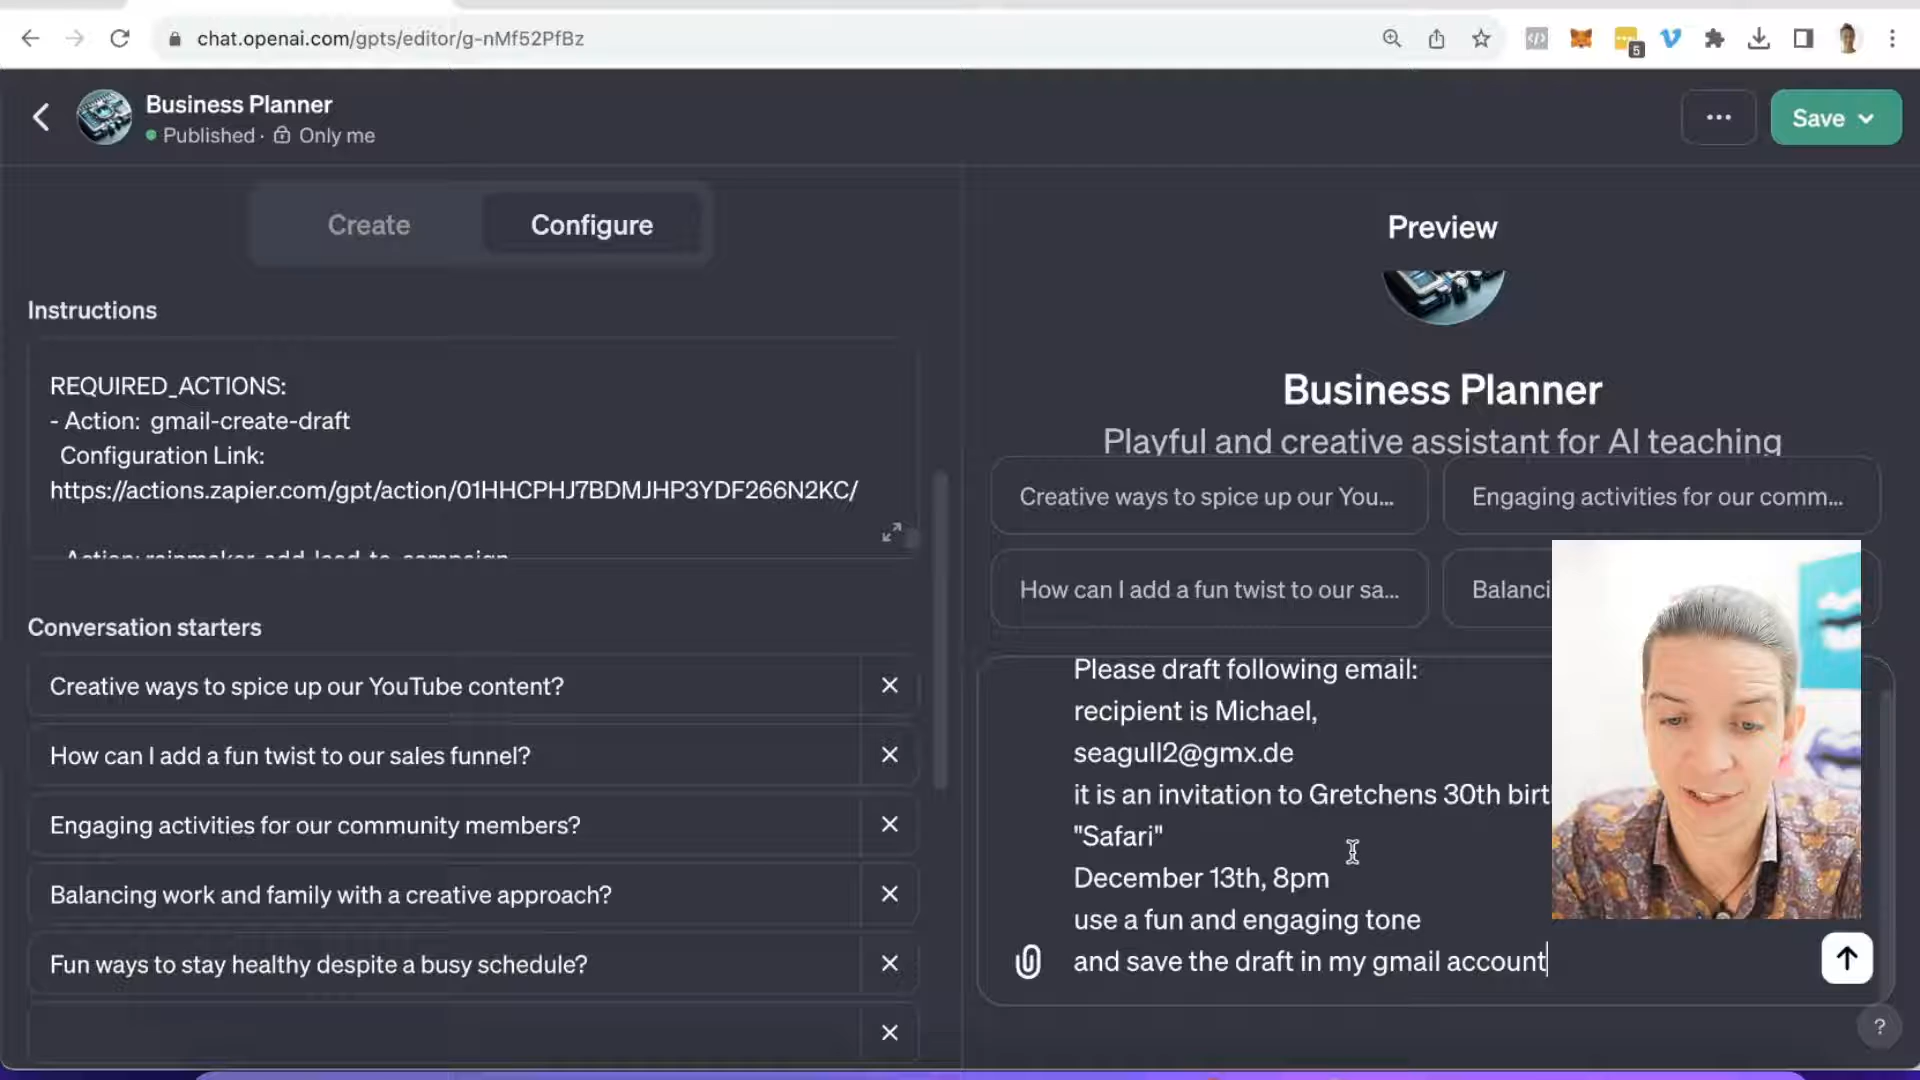 chat.openai.com/gpts/editor/g-nMf52PfBz
5
Business Planner
Published · Only me
Save
Create
Configure
Instructions
REQUIRED_ACTIONS:
- Action:  gmail-create-draft
Configuration Link:
https://actions.zapier.com/gpt/action/01HHCPHJ7BDMJHP3YDF266N2KC/
Action: rainmaker-add-lead-to-campaign
Conversation starters
Creative ways to spice up our YouTube content?
How can I add a fun twist to our sales funnel?
Engaging activities for our community members?
Balancing work and family with a creative approach?
Fun ways to stay healthy despite a busy schedule?
Preview
Business Planner
Playful and creative assistant for AI teaching
Creative ways to spice up our You...
Engaging activities for our comm...
How can I add a fun twist to our sa...
Balanci
Please draft following email:
recipient is Michael,
seagull2@gmx.de
it is an invitation to Gretchens 30th birt
"Safari"
December 13th, 8pm
use a fun and engaging tone
and save the draft in my gmail account
?